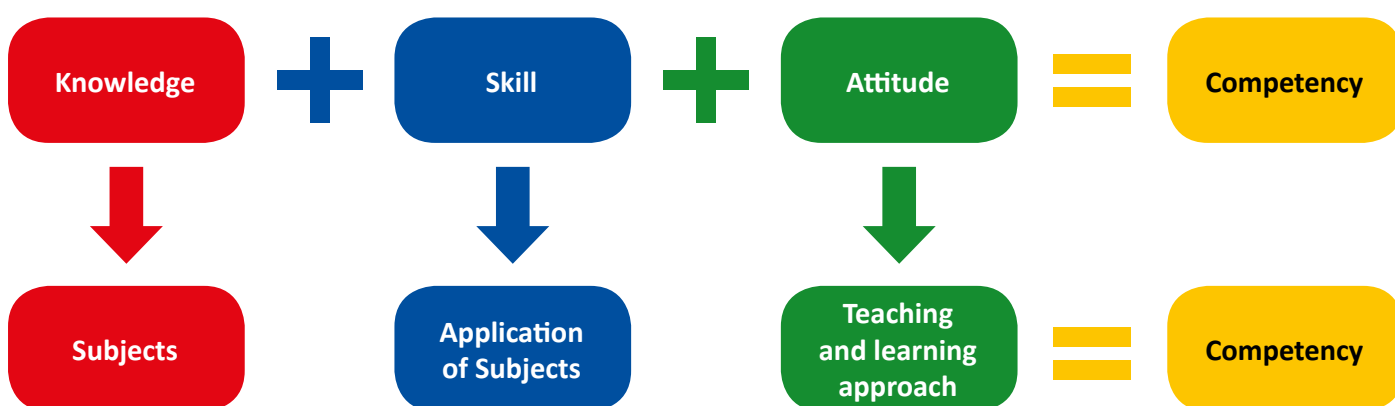 Knowledge
Skill
Attitude
Competency
Subjects
Application
of Subjects
Teaching
and learning
approach
Competency